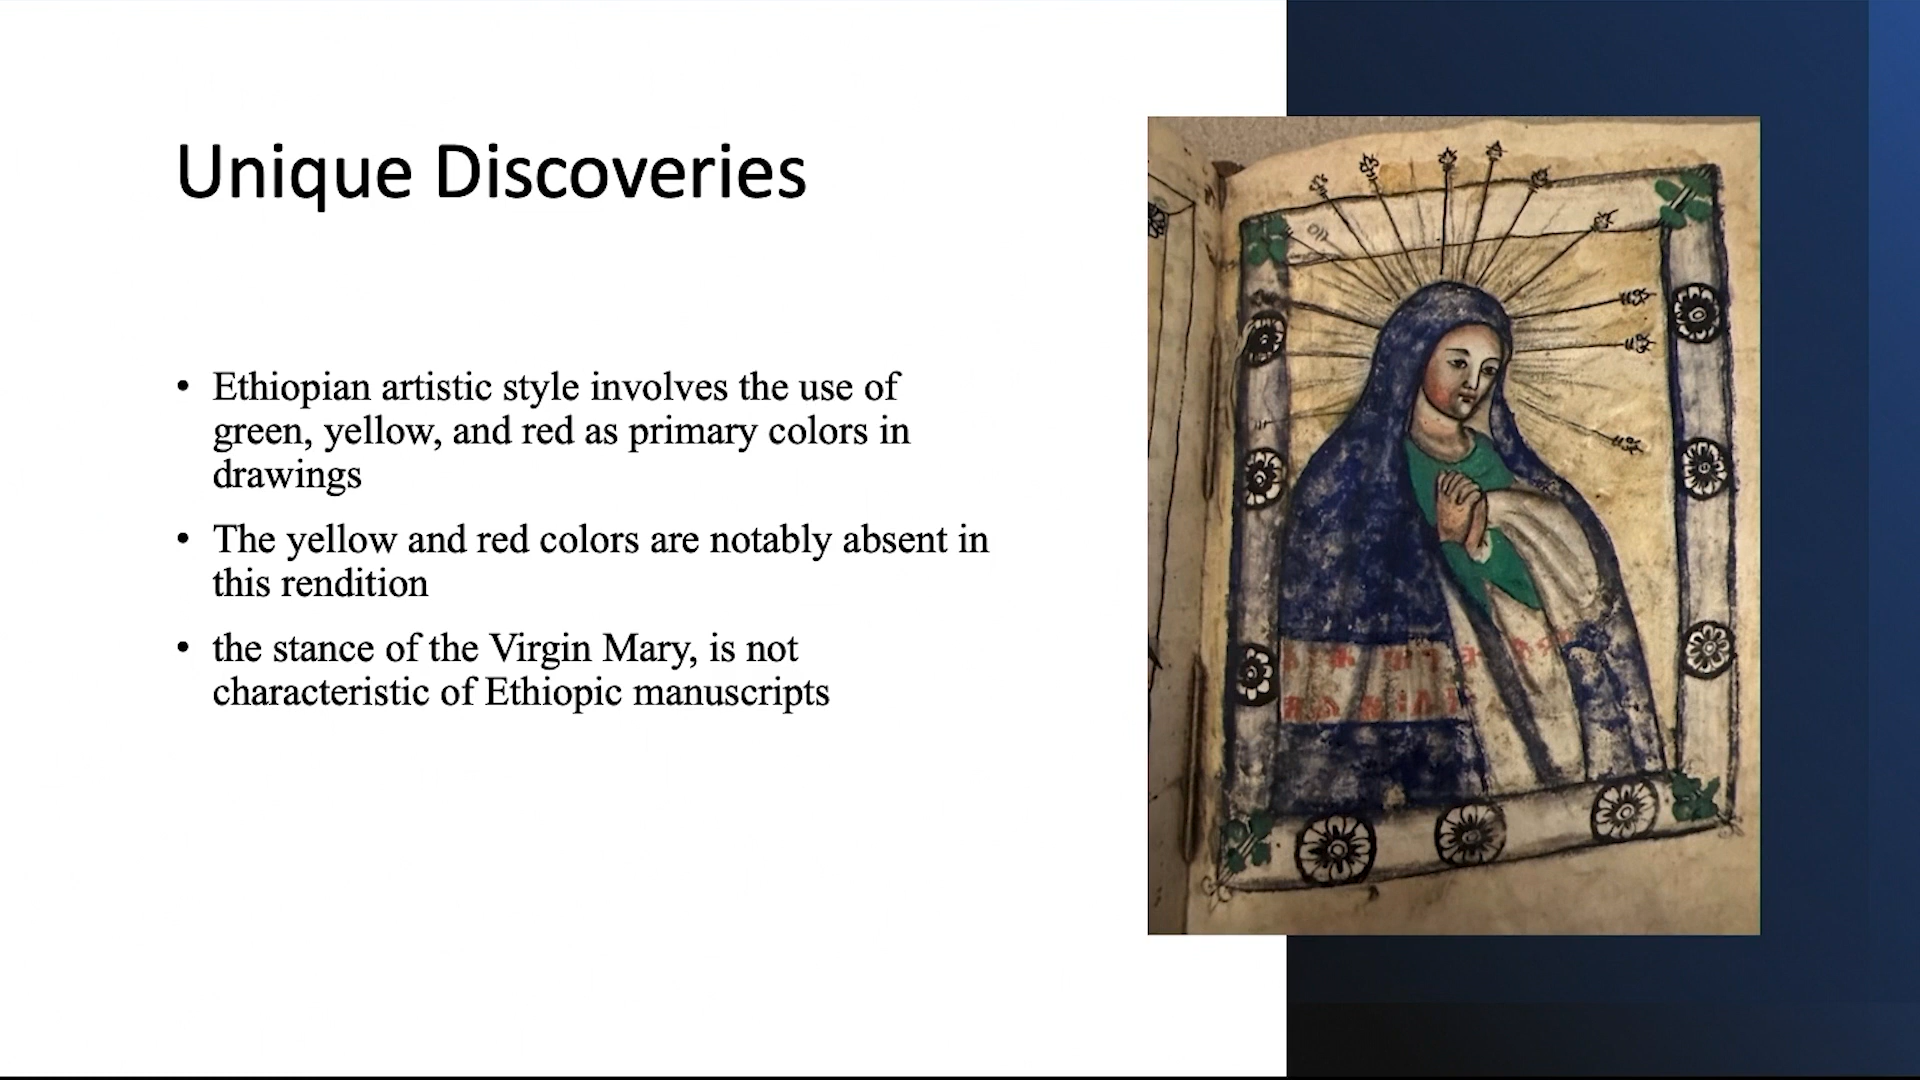 Unique Discoveries
• Ethiopian artistic style involves the use of
green, yellow, and red as primary colors in
drawings
• The yellow and red colors are notably absent in
this rendition
• the stance of the Virgin Mary, is not
characteristic of Ethiopic manuscripts